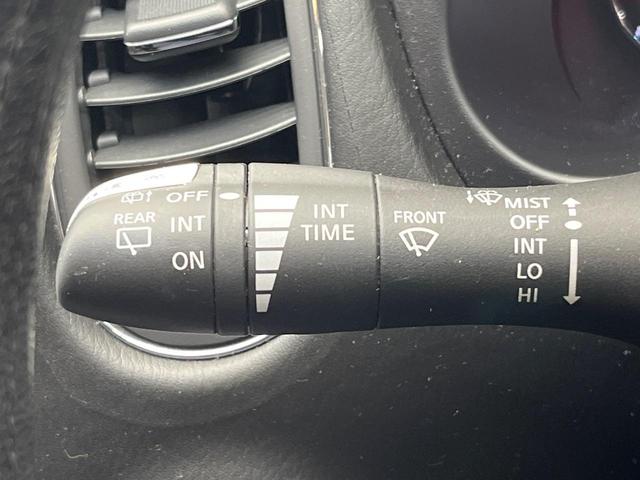 OFF
REAR
INT
ON
INT
TIME
FRONT
MIST
OFF
INT
LO
HI